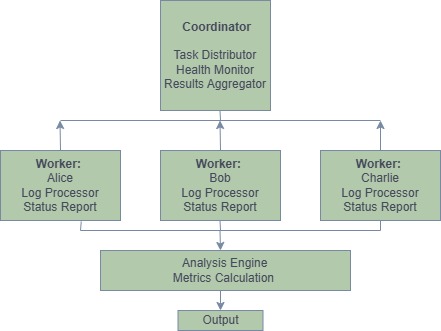 Coordinator
Task Distributor
Health Monitor
Results Aggregator
Worker:
Alice
Log Processor
Status Report
Worker:
Bob
Log Processor
Status Report
Worker:
Charlie
Log Processor
Status Report
Analysis Engine
Metrics Calculation
Output